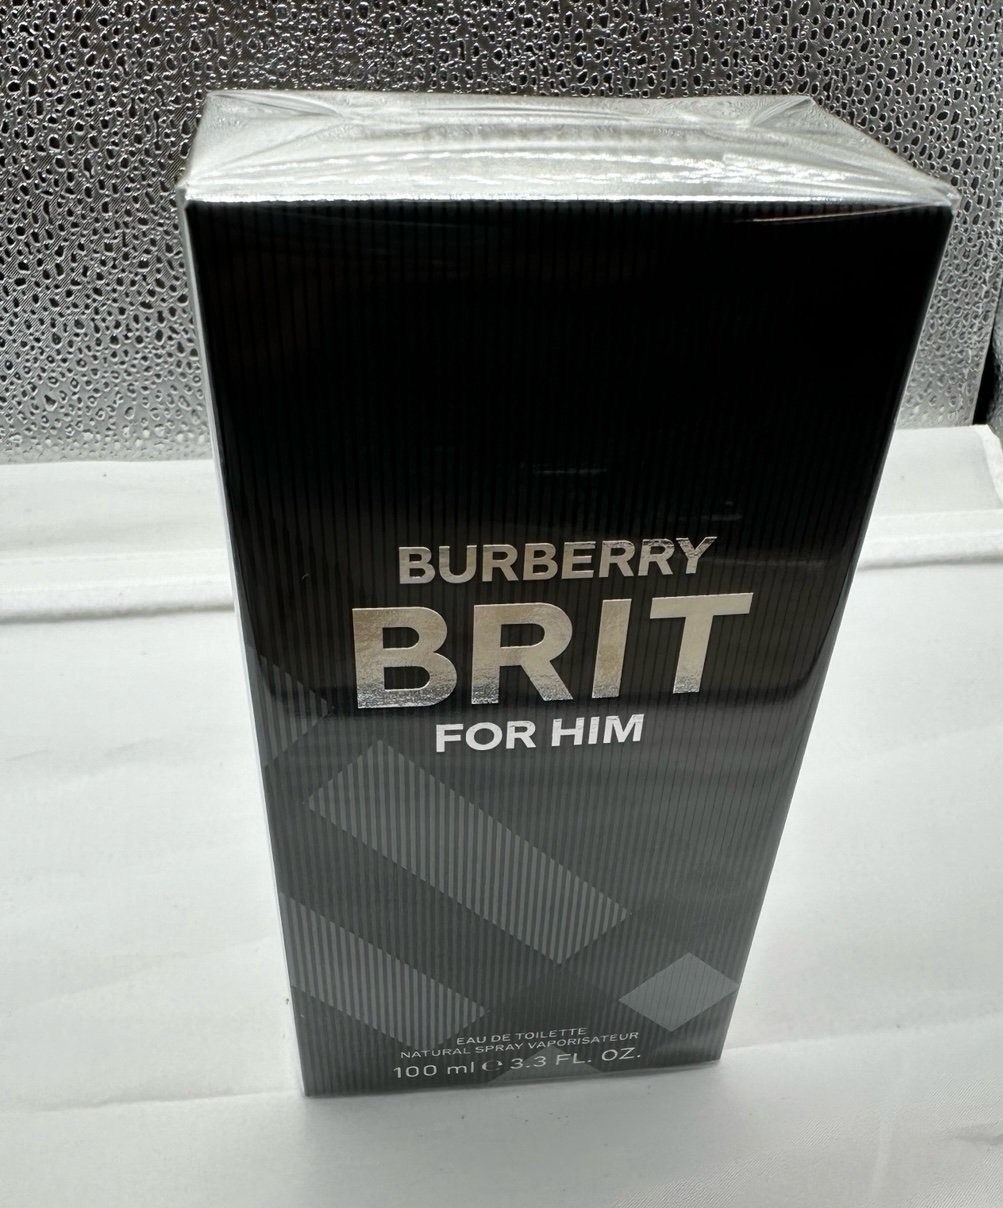 BURBERRY
BRIT
FOR HIM
EAU DE TOILETTE
NATURAL SPRAY VAPORISATEUR
100 ml ℮ 3.3 FL. OZ.